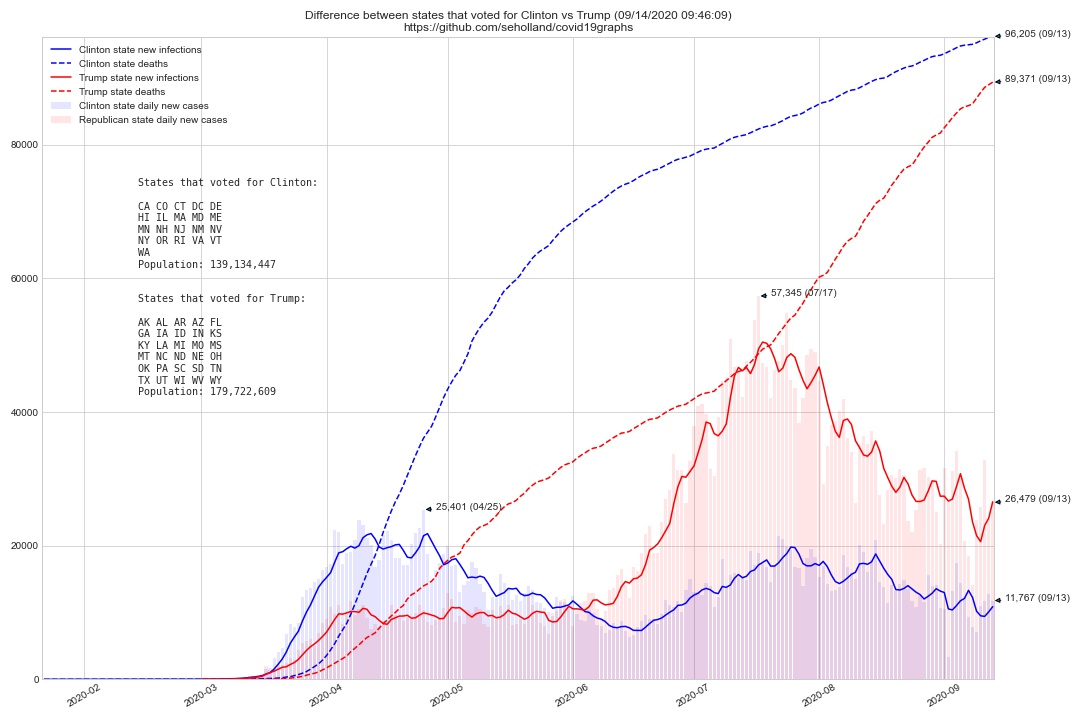 Difference between states that voted for Clinton vs Trump (09/14/2020 09:46:09)
https://github.com/seholland/covid19graphs
Clinton state new infections
Clinton state deaths
Trump state new infections
Trump state deaths
Clinton state daily new cases
Republican state daily new cases
96,205 (09/13)
89,371 (09/13)
80000
States that voted for Clinton:
CA CO CT DC DE
HI IL MA MD ME
MN NH NJ NM NV
NY OR RI VA VT
WA
Population: 139,134,447
60000
States that voted for Trump:
57,345 (07/17)
AK AL AR AZ FL
GA IA ID IN KS
KY LA MI MO MS
MT NC ND NE OH
OK PA SC SD TN
TX UT WI WV WY
Population: 179,722,609
40000
25,401 (04/25)
26,479 (09/13)
20000
11,767 (09/13)
0
2020-02
2020-03
2020-04
2020-05
2020-06
2020-07
2020-08
2020-09